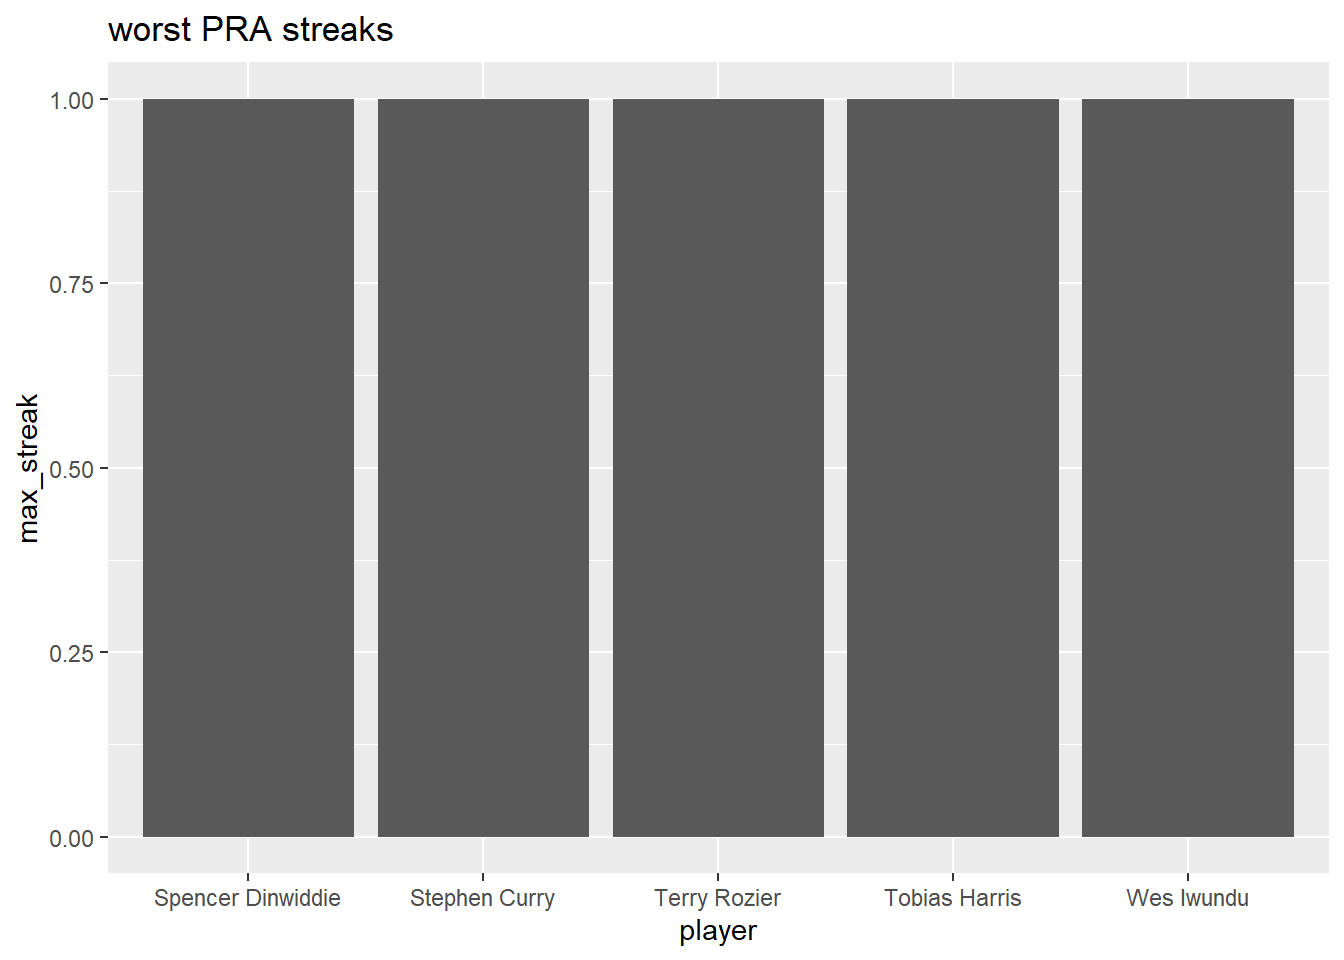 worst PRA streaks
1.00
0.75
0.50
0.25
0.00
max_streak
Spencer Dinwiddie
Stephen Curry
Terry Rozier
Tobias Harris
Wes Iwundu
player